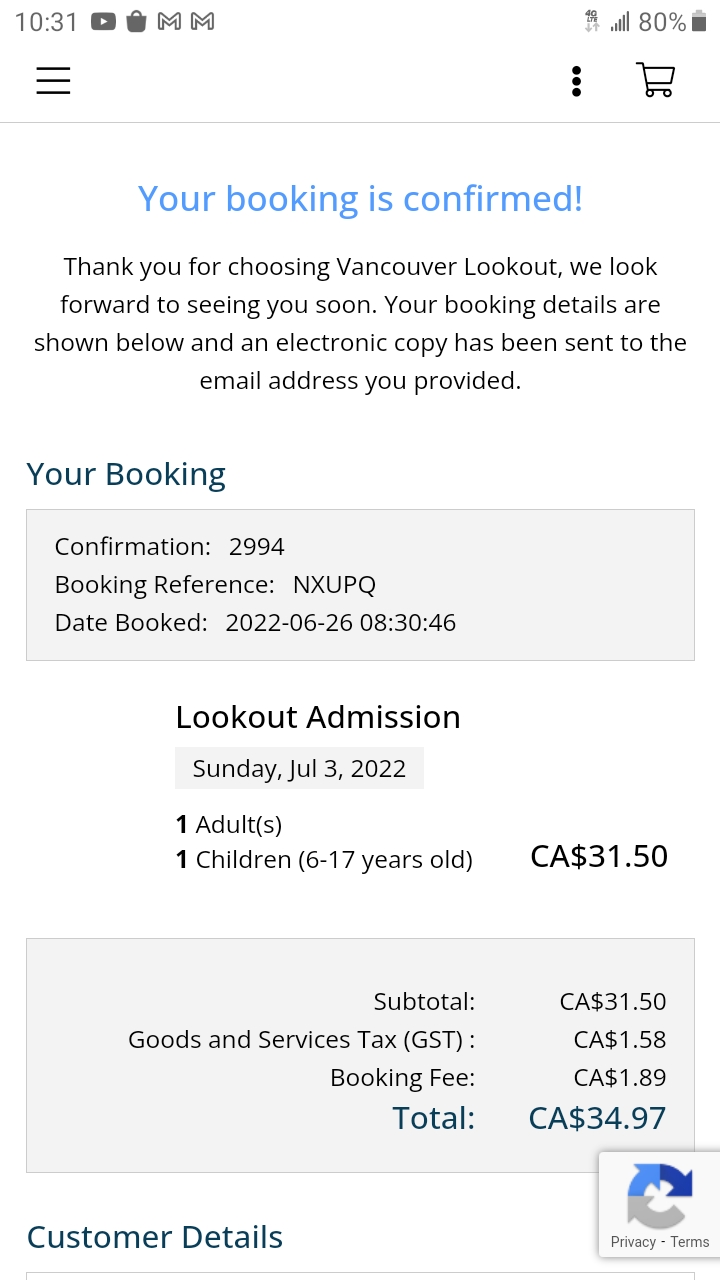 10:31
4G
LTE
80%
Your booking is confirmed!
Thank you for choosing Vancouver Lookout, we look
forward to seeing you soon. Your booking details are
shown below and an electronic copy has been sent to the
email address you provided.
Your Booking
Confirmation: 2994
Booking Reference: NXUPQ
Date Booked: 2022-06-26 08:30:46
Lookout Admission
Sunday, Jul 3, 2022
1 Adult(s)
1 Children (6-17 years old) CA$31.50
Subtotal: CA$31.50
Goods and Services Tax (GST) : CA$1.58
Booking Fee: CA$1.89
Total: CA$34.97
Privacy - Terms
Customer Details